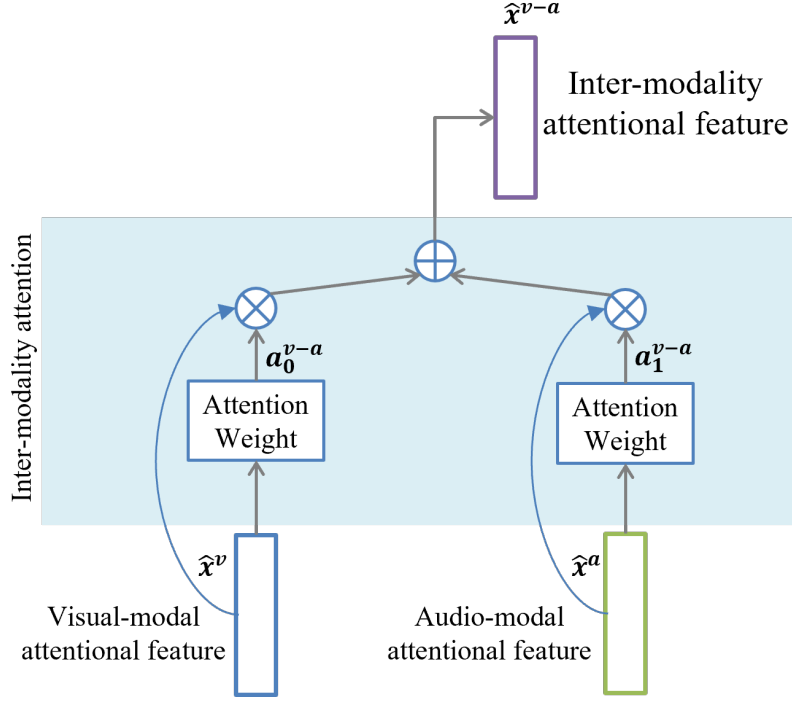 x̂^{v−a}
Inter-modality
attentional feature
Inter-modality attention
a_0^{v−a}
a_1^{v−a}
Attention
Weight
Attention
Weight
x̂^v
x̂^a
Visual-modal
attentional feature
Audio-modal
attentional feature